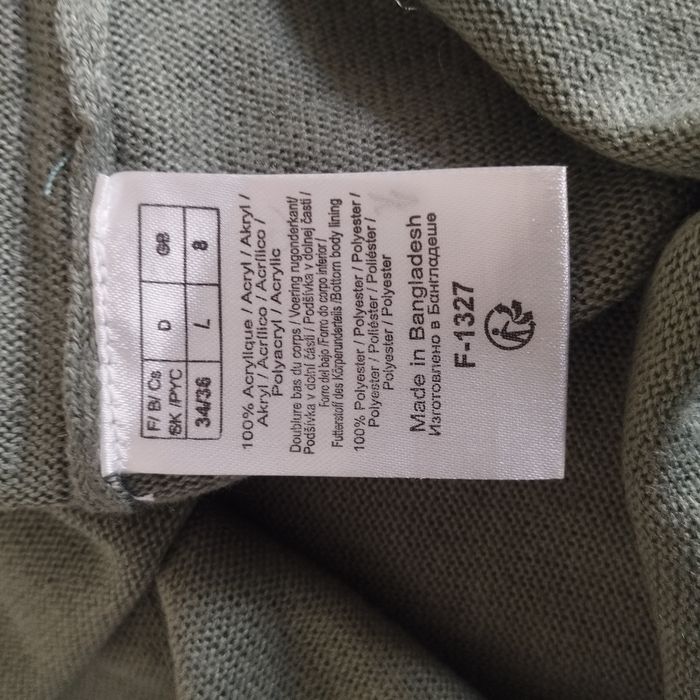 F/ B/ Cs D GB
SK /PYC
34/36 L 8
100% Acrylique / Acryl / Akryl /
Akryl / Acrílico / Acrílico /
Polyacryl / Acrylic
Doublure bas du corps / Voering rugonderkant/
Podšívka v dolní části / Podšívka v dolnej časti /
Forro del bajo /Forro do corpo inferior /
Futterstoff des Körperunderteils /Bottom body lining
100% Polyester / Polyester / Polyester /
Polyester / Poliéster / Poliéster /
Polyester / Polyester
Made in Bangladesh
Изготовлено в Бангладеше
F-1327